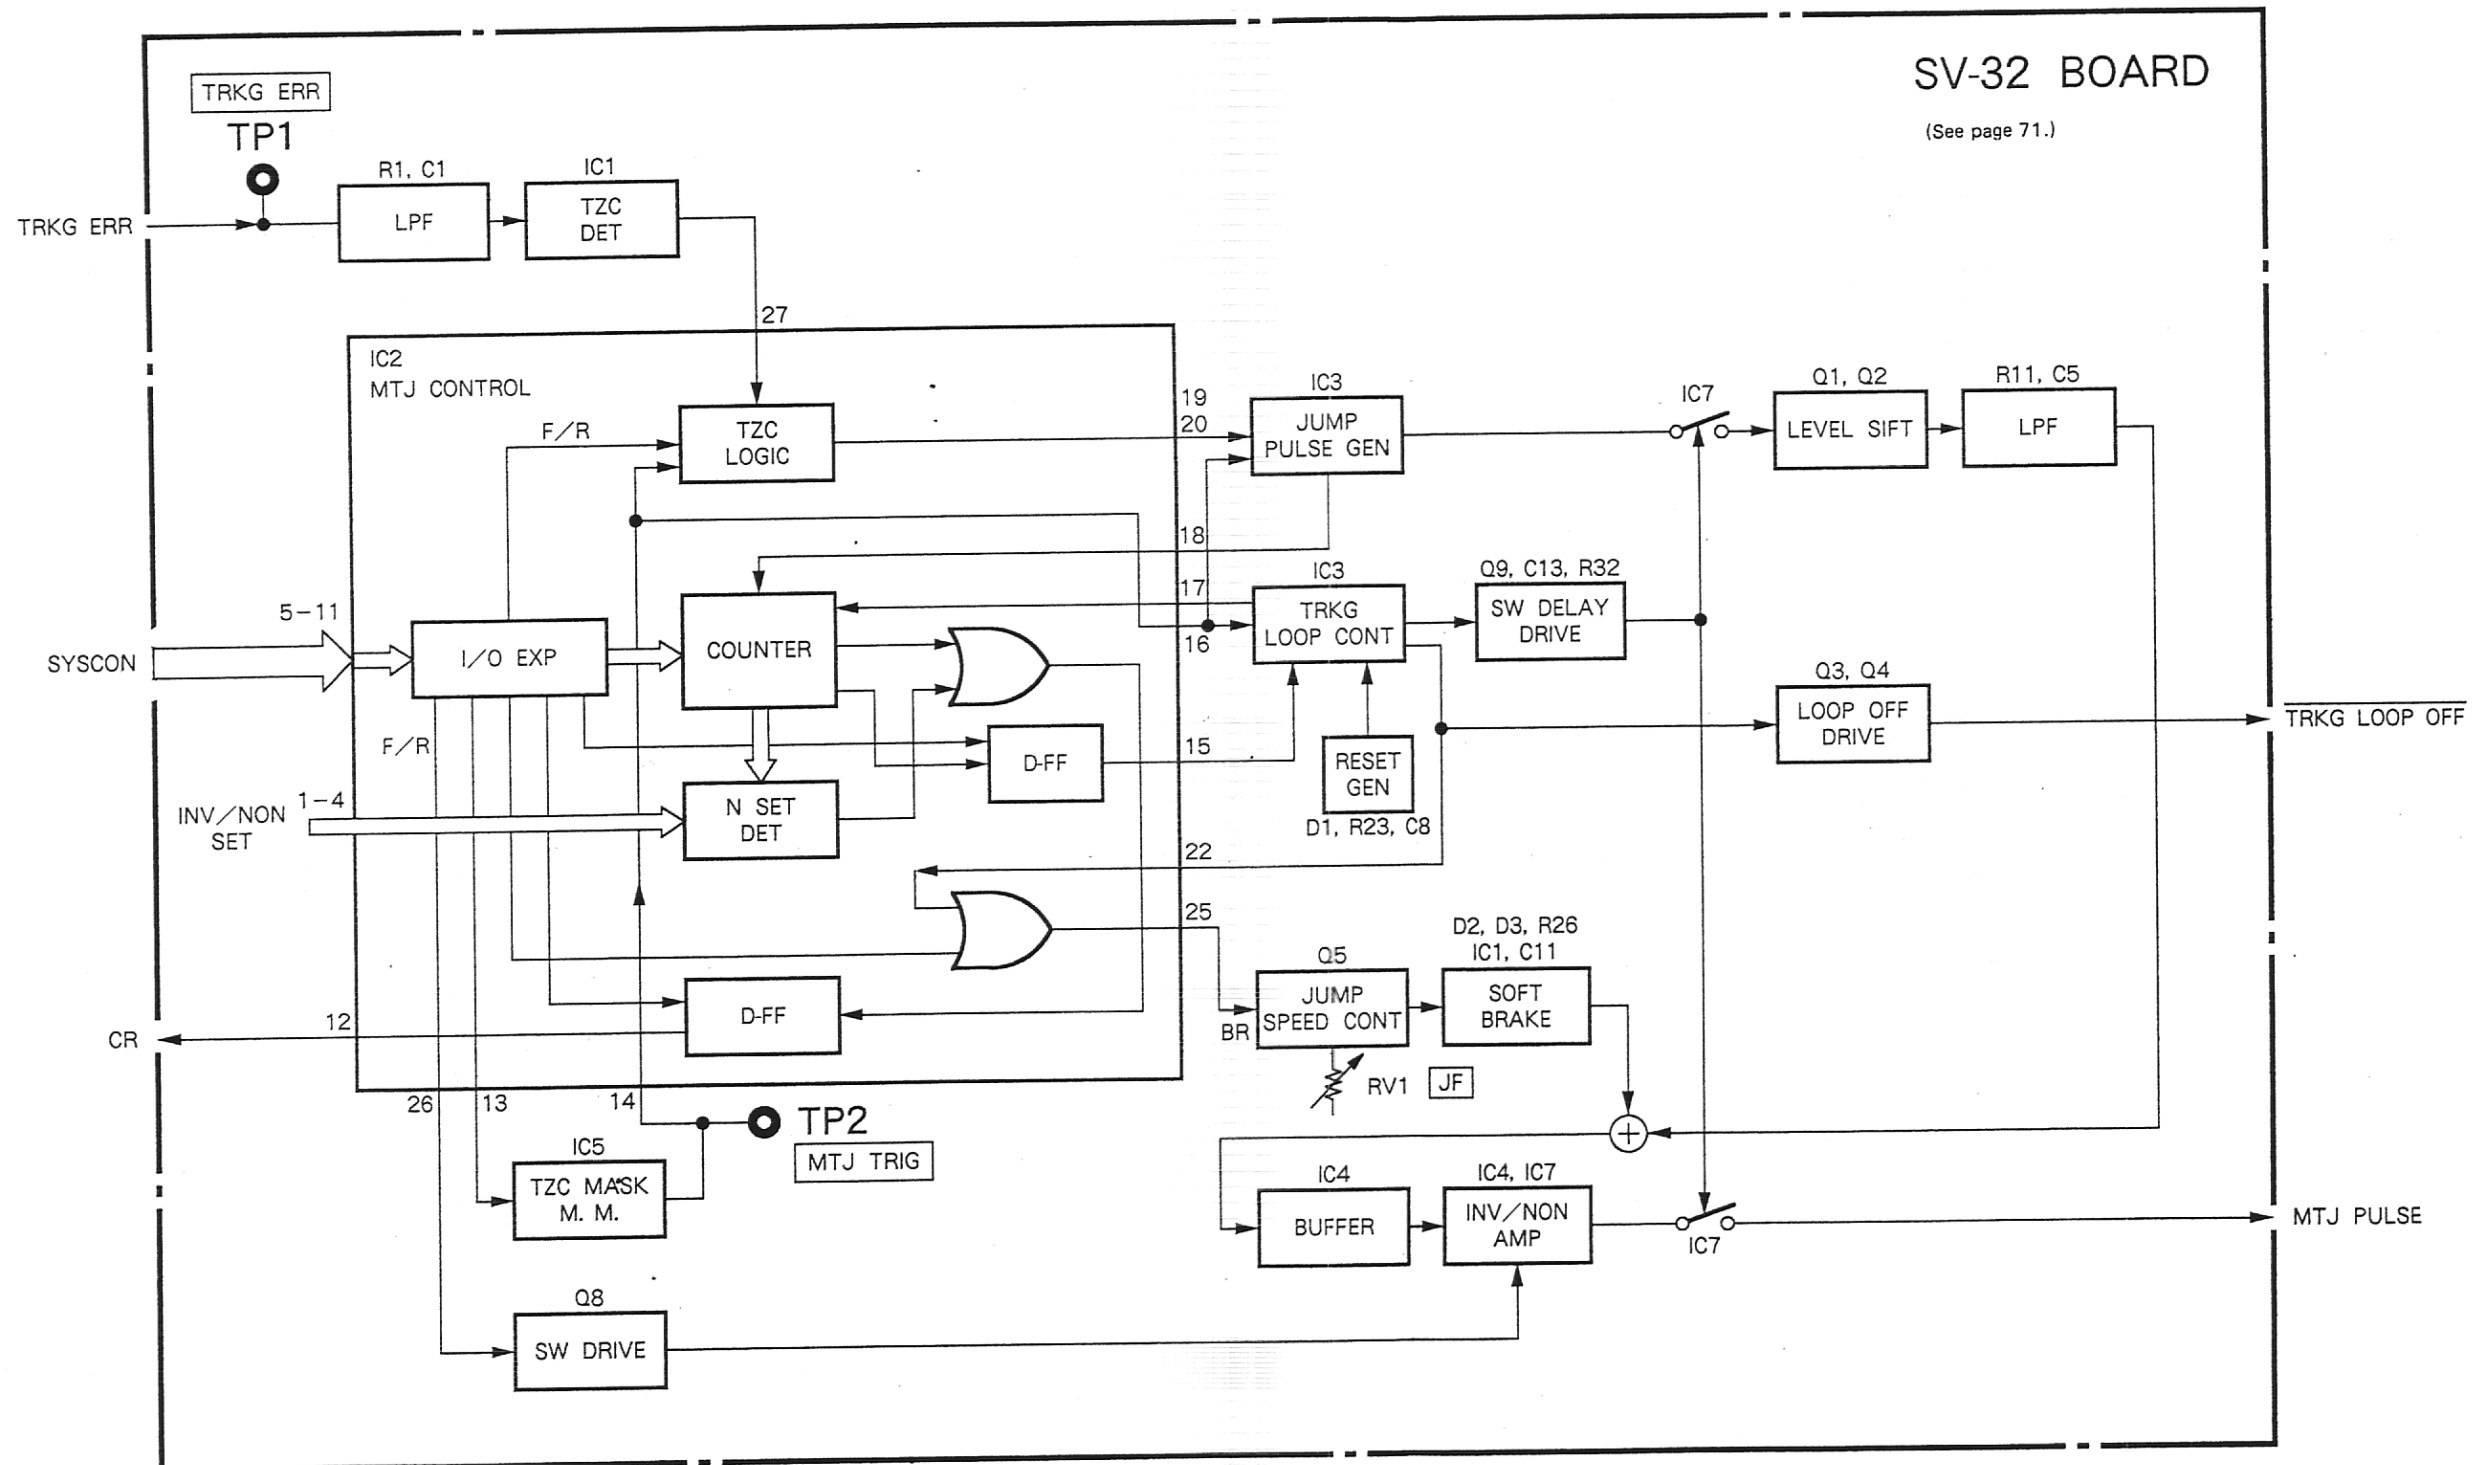 SV-32 BOARD
(See page 71.)
TRKG ERR
TP1
R1, C1
IC1
TRKG ERR
LPF
TZC
DET
27
IC2
MTJ CONTROL
F/R
TZC
LOGIC
19
20
IC3
JUMP
PULSE GEN
IC7
Q1, Q2
LEVEL SIFT
R11, C5
LPF
18
17
16
IC3
TRKG
LOOP CONT
Q9, C13, R32
SW DELAY
DRIVE
5-11
SYSCON
I/O EXP
COUNTER
F/R
D-FF
15
RESET
GEN
D1, R23, C8
Q3, Q4
LOOP OFF
DRIVE
TRKG LOOP OFF
INV/NON
SET
1-4
N SET
DET
22
25
BR
Q5
JUMP
SPEED CONT
D2, D3, R26
IC1, C11
SOFT
BRAKE
RV1
JF
D-FF
CR
12
26
13
14
TP2
MTJ TRIG
IC5
TZC MASK
M. M.
IC4
BUFFER
IC4, IC7
INV/NON
AMP
IC7
MTJ PULSE
Q8
SW DRIVE